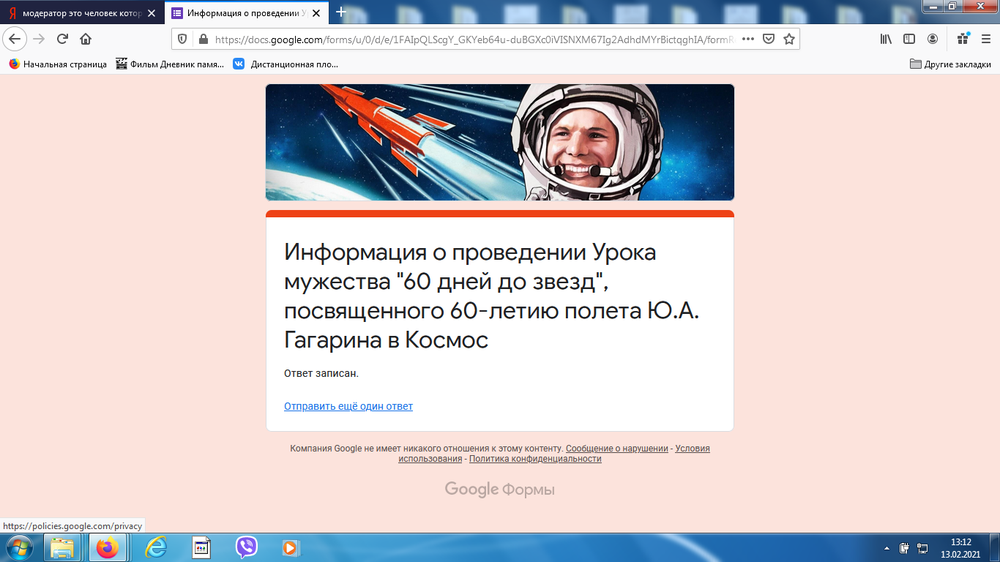 модератор это человек котор
Информация о проведении У
https://docs.google.com/forms/u/0/d/e/1FAIpQLScgY_GKYeb64u-duBGXc0iVISNXM67Ig2AdhdMYrBictqghIA/formR
Начальная страница
Фильм Дневник памя...
Дистанционная пло...
Другие закладки
Информация о проведении Урока
мужества "60 дней до звезд",
посвященного 60-летию полета Ю.А.
Гагарина в Космос
Ответ записан.
Отправить ещё один ответ
Компания Google не имеет никакого отношения к этому контенту. Сообщение о нарушении - Условия
использования - Политика конфиденциальности
Google Формы
https://policies.google.com/privacy
13:12
13.02.2021